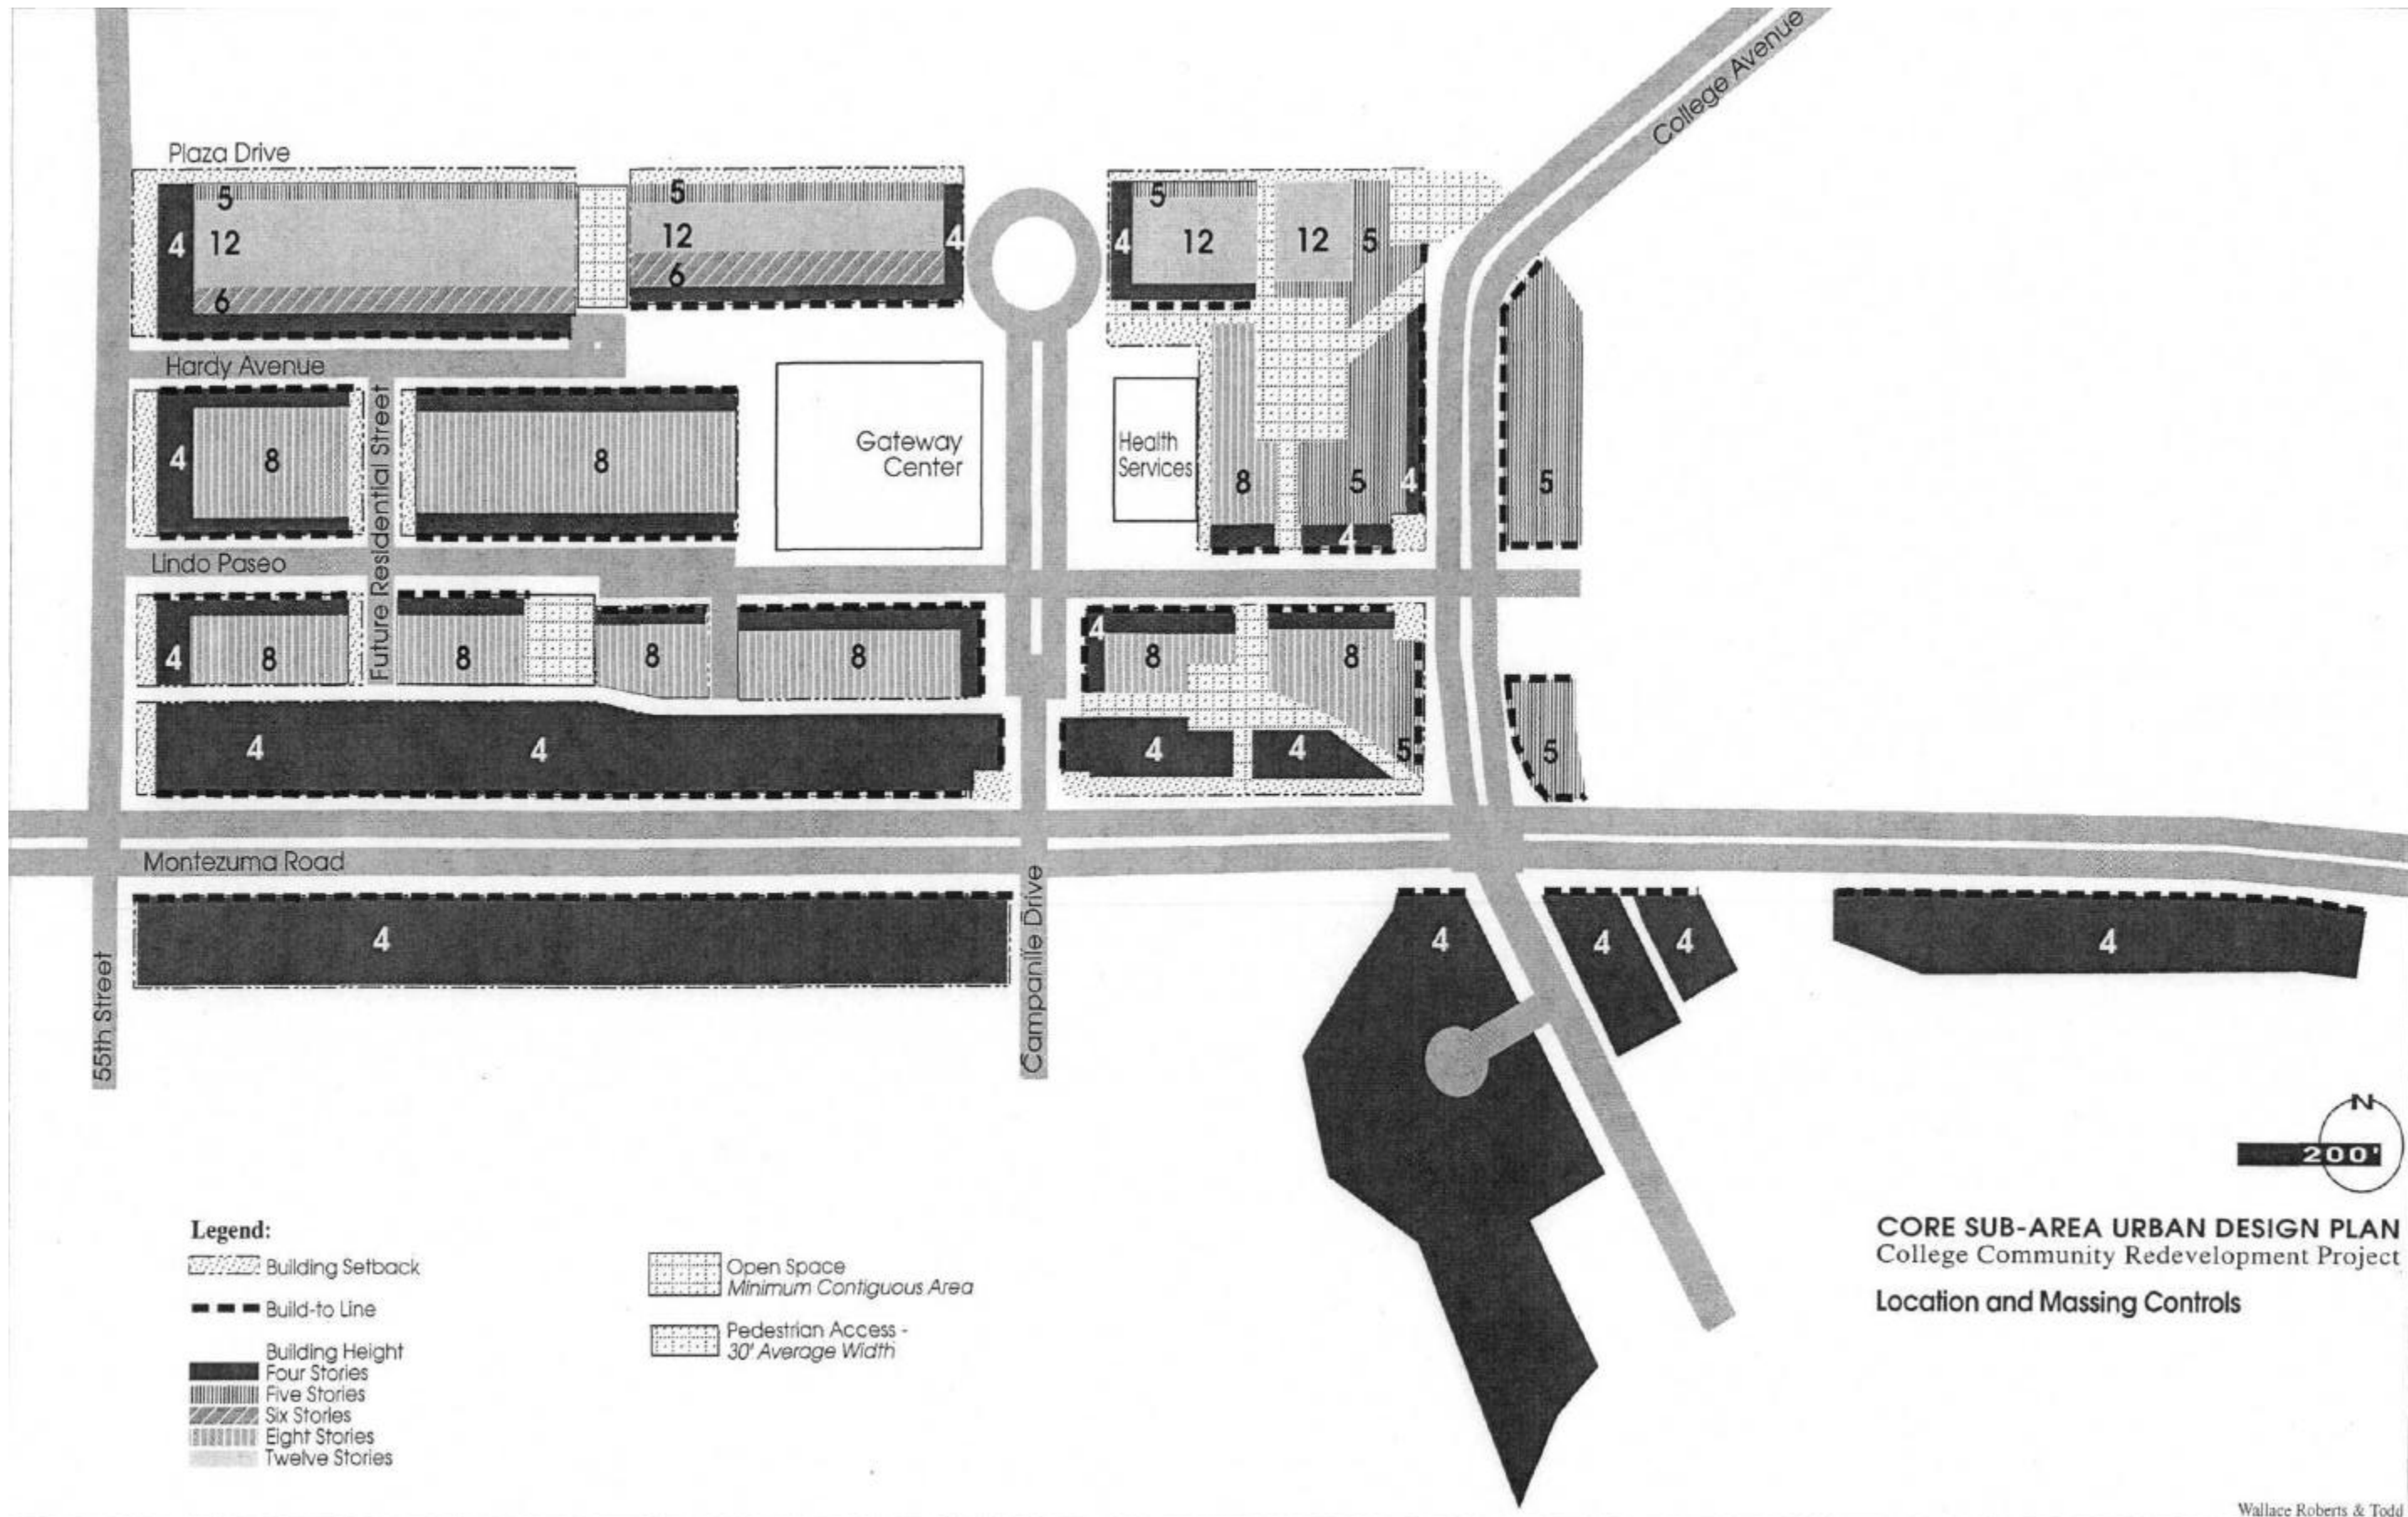 College Avenue
Plaza Drive
5
5
5
4
12
12
4
4
12
12
5
6
6
Hardy Avenue
Future Residential Street
4
8
8
Gateway
Center
Health
Services
8
5
4
5
4
Lindo Paseo
4
8
8
8
8
4
8
8
4
4
4
4
5
5
Montezuma Road
4
4
4
4
4
55th Street
Campanile Drive
N
200'
Legend:
Building Setback
Build-to Line
Building Height
Four Stories
Five Stories
Six Stories
Eight Stories
Twelve Stories
Open Space
Minimum Contiguous Area
Pedestrian Access -
30' Average Width
CORE SUB-AREA URBAN DESIGN PLAN
College Community Redevelopment Project
Location and Massing Controls
Wallace Roberts & Todd